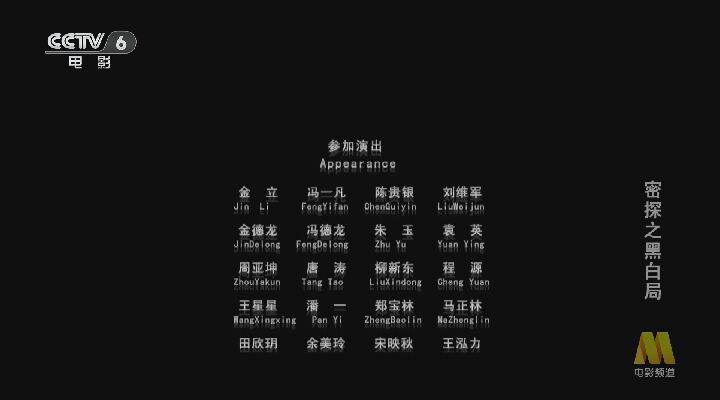 CCTV 6
电影
参加演出
Appearance
金 立 冯一凡 陈贵银 刘维军
Jin Li FengYifan ChenGuiyin LiuWeijun
金德龙 冯德龙 朱 玉 袁 英
JinDelong FengDelong Zhu Yu Yuan Ying
周亚坤 唐 涛 柳新东 程 源
ZhouYakun Tang Tao LiuXindong Cheng Yuan
王星星 潘 一 郑宝林 马正林
WangXingxing Pan Yi ZhengBaolin MaZhenglin
田欣玥 余美玲 宋映秋 王泓力
密探之黑白局
电影频道